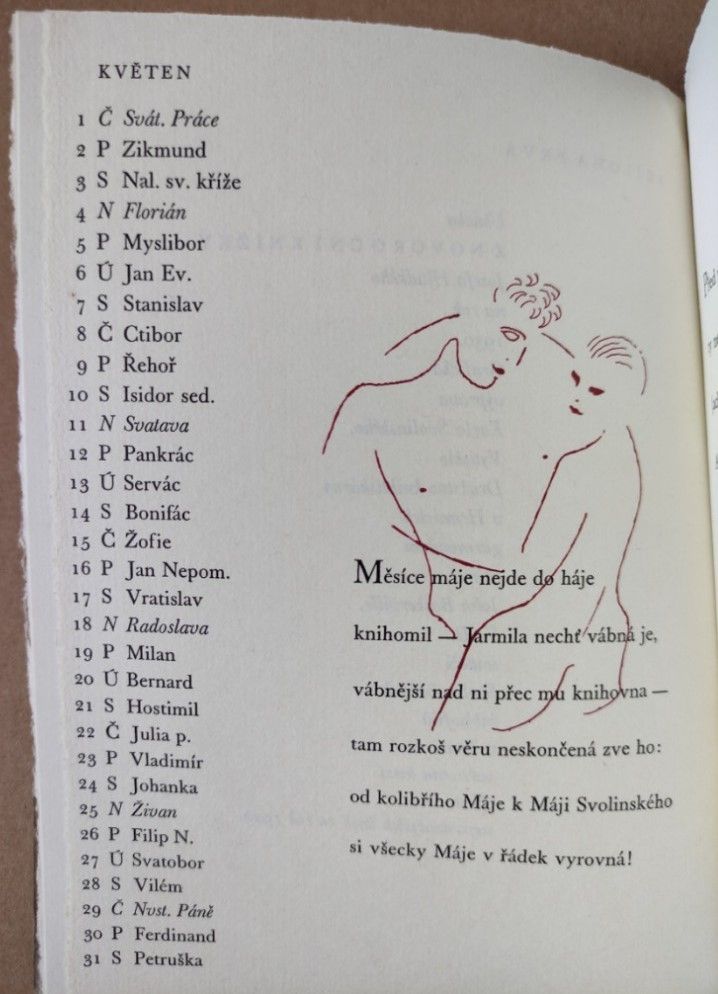 KVĚTEN
1 Č Svát. Práce
2 P Zikmund
3 S Nal. sv. kříže
4 N Florián
5 P Myslibor
6 Ú Jan Ev.
7 S Stanislav
8 Č Ctibor
9 P Řehoř
10 S Isidor sed.
11 N Svatava
12 P Pankrác
13 Ú Servác
14 S Bonifác
15 Č Žofie
16 P Jan Nepom.
17 S Vratislav
18 N Radoslava
19 P Milan
20 Ú Bernard
21 S Hostimil
22 Č Julia p.
23 P Vladimír
24 S Johanka
25 N Živan
26 P Filip N.
27 Ú Svatobor
28 S Vilém
29 Č Nvst. Páně
30 P Ferdinand
31 S Petruška
Měsíce máje nejde do háje
knihomil — Jarmila nechť vábná je,
vábnější nad ni přec mu knihovna —
tam rozkoš věru neskončená zve ho:
od kolibřího Máje k Máji Svolinského
si všecky Máje v řádek vyrovná!